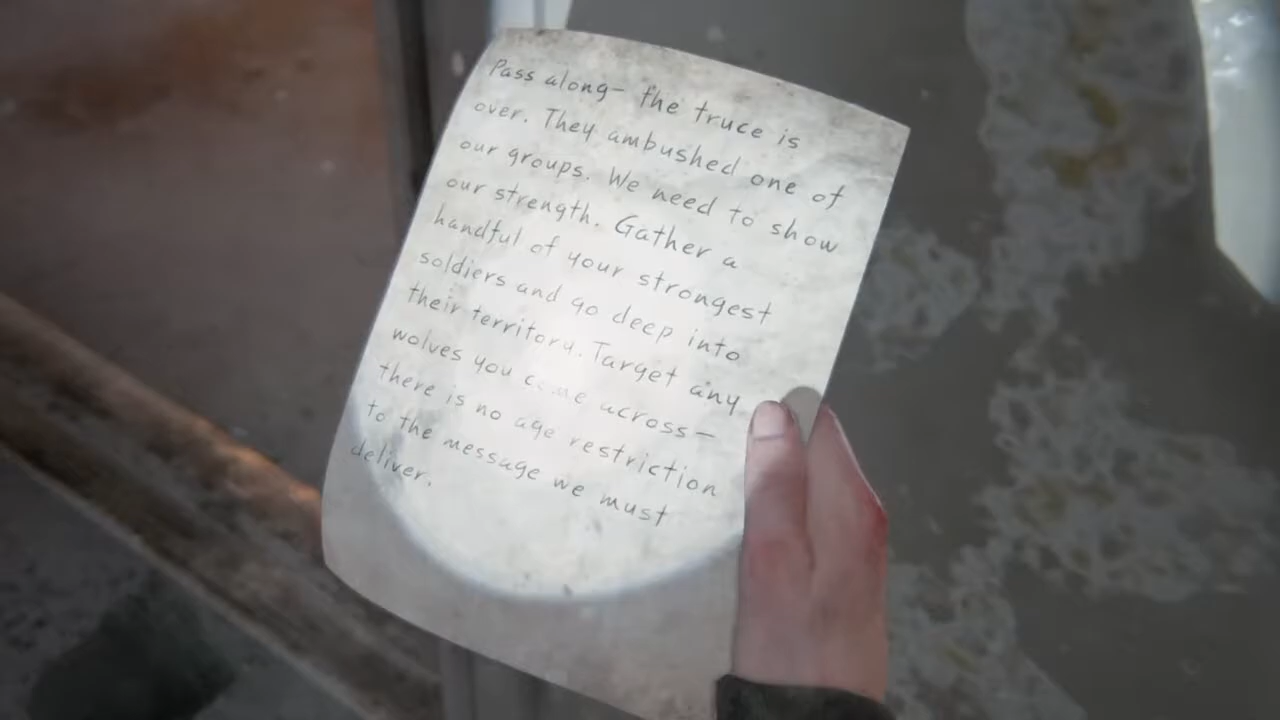 Pass along- the truce is
over. They ambushed one of
our groups. We need to show
our strength. Gather a
handful of your strongest
soldiers and go deep into
their territory. Target any
wolves you come across-
there is no age restriction
to the message we must
deliver.